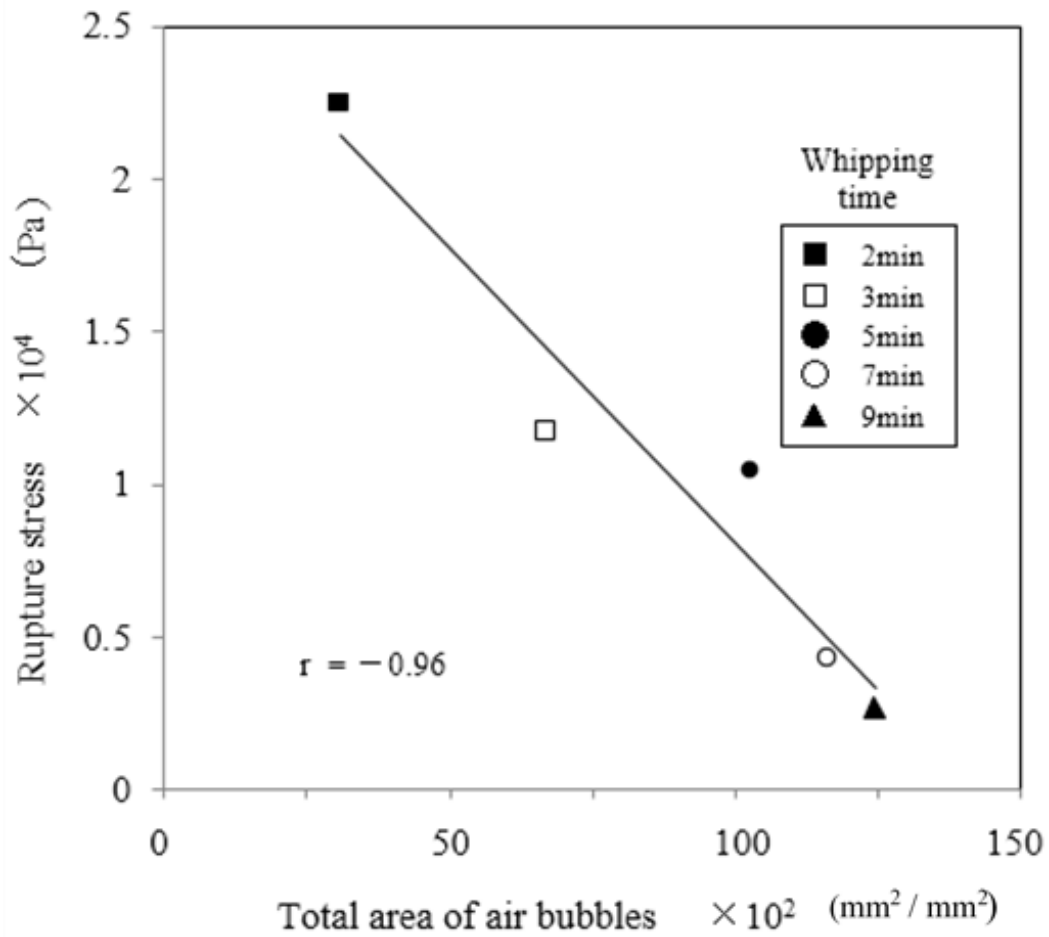 2.5
2
1.5
1
0.5
0
Rupture stress ×10⁴ (Pa)
Whipping
time
2min
3min
5min
7min
9min
r = −0.96
0 50 100 150
Total area of air bubbles ×10² (mm² / mm²)